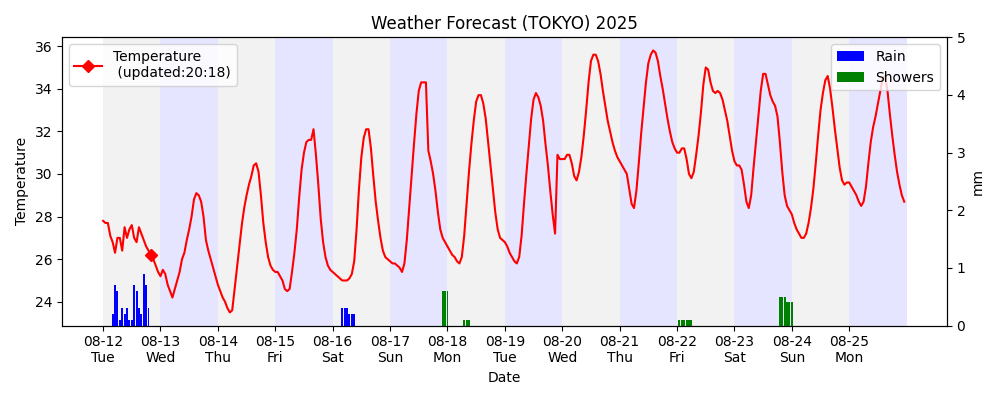 Weather Forecast (TOKYO) 2025
Temperature
(updated:20:18)
Rain
Showers
Temperature
36
34
32
30
28
26
24
5
4
3
2
1
0
mm
08-12 08-13 08-14 08-15 08-16 08-17 08-18 08-19 08-20 08-21 08-22 08-23 08-24 08-25
Tue Wed Thu Fri Sat Sun Mon Tue Wed Thu Fri Sat Sun Mon
Date